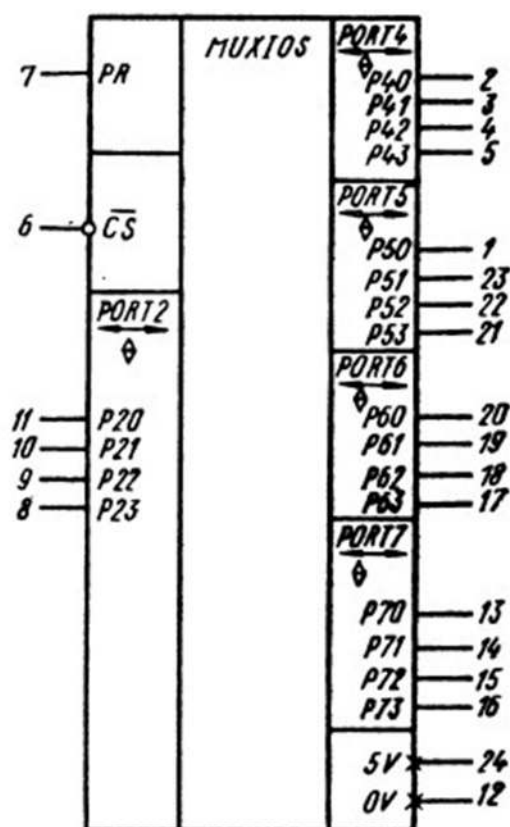 MUXIOS
7 PR
6 C̅S̅
PORT2
11 P20
10 P21
9 P22
8 P23
PORT4
P40 2
P41 3
P42 4
P43 5
PORT5
P50 1
P51 23
P52 22
P53 21
PORT6
P60 20
P61 19
P62 18
P63 17
PORT7
P70 13
P71 14
P72 15
P73 16
5V 24
0V 12